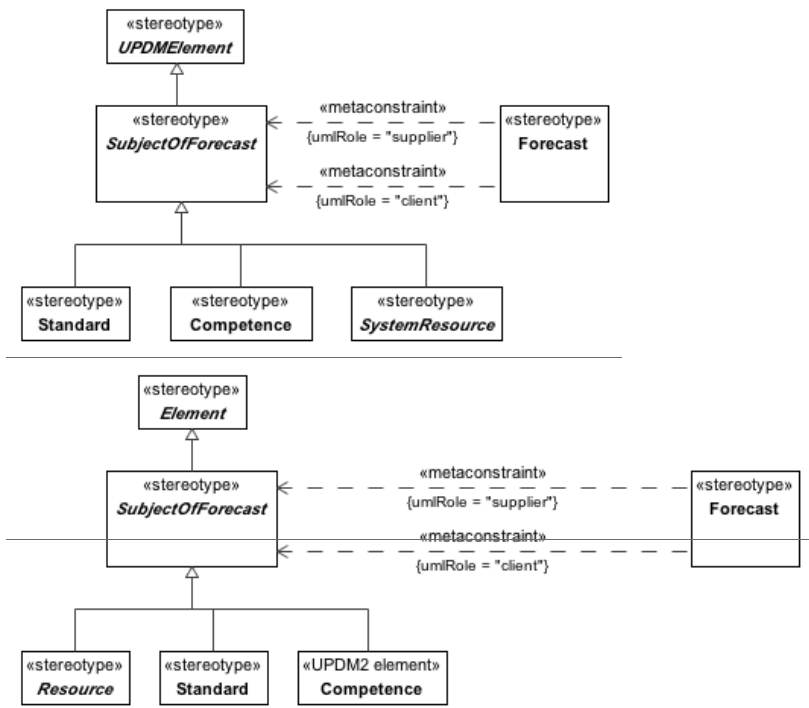 «stereotype»
UPDMElement
«stereotype»
SubjectOfForecast
«metaconstraint»
{umlRole = "supplier"}
«metaconstraint»
{umlRole = "client"}
«stereotype»
Forecast
«stereotype»
Standard
«stereotype»
Competence
«stereotype»
SystemResource
«stereotype»
Element
«stereotype»
SubjectOfForecast
«metaconstraint»
{umlRole = "supplier"}
«metaconstraint»
{umlRole = "client"}
«stereotype»
Forecast
«stereotype»
Resource
«stereotype»
Standard
«UPDM2 element»
Competence